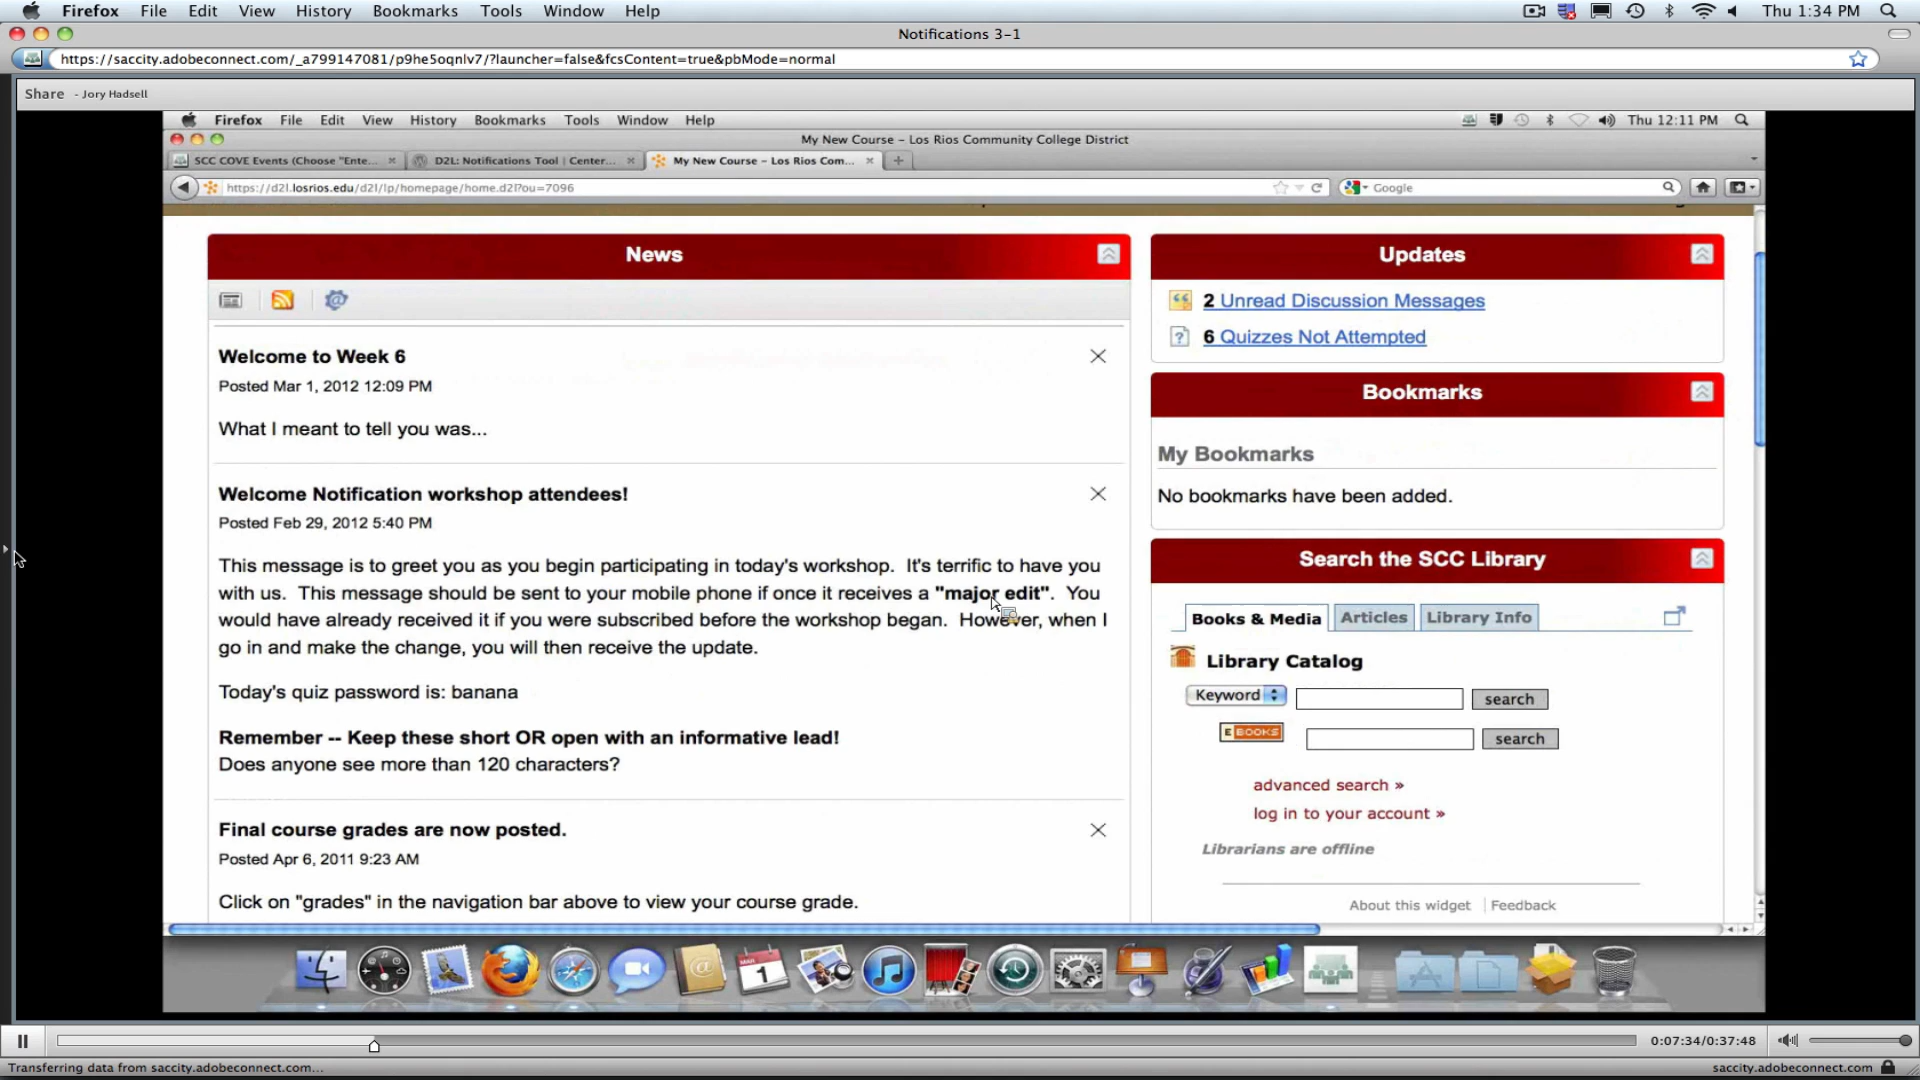 Firefox File Edit View History Bookmarks Tools Window Help
Thu 1:34 PM
Notifications 3-1
https://saccity.adobeconnect.com/_a799147081/p9he5oqnlv7/?launcher=false&fcsContent=true&pbMode=normal
Share - Jory Hadsell
Firefox File Edit View History Bookmarks Tools Window Help
Thu 12:11 PM
My New Course – Los Rios Community College District
SCC COVE Events (Choose "Ente...
D2L: Notifications Tool | Center...
My New Course – Los Rios Com...
https://d2l.losrios.edu/d2l/lp/homepage/home.d2l?ou=7096
Google
News
Welcome to Week 6
Posted Mar 1, 2012 12:09 PM
What I meant to tell you was...
Welcome Notification workshop attendees!
Posted Feb 29, 2012 5:40 PM
This message is to greet you as you begin participating in today's workshop. It's terrific to have you
with us. This message should be sent to your mobile phone if once it receives a "major edit". You
would have already received it if you were subscribed before the workshop began. However, when I
go in and make the change, you will then receive the update.
Today's quiz password is: banana
Remember -- Keep these short OR open with an informative lead!
Does anyone see more than 120 characters?
Final course grades are now posted.
Posted Apr 6, 2011 9:23 AM
Click on "grades" in the navigation bar above to view your course grade.
Updates
2 Unread Discussion Messages
6 Quizzes Not Attempted
Bookmarks
My Bookmarks
No bookmarks have been added.
Search the SCC Library
Books & Media
Articles
Library Info
Library Catalog
Keyword
search
E BOOKS
search
advanced search »
log in to your account »
Librarians are offline
About this widget | Feedback
MAR
1
0:07:34/0:37:48
Transferring data from saccity.adobeconnect.com...
saccity.adobeconnect.com